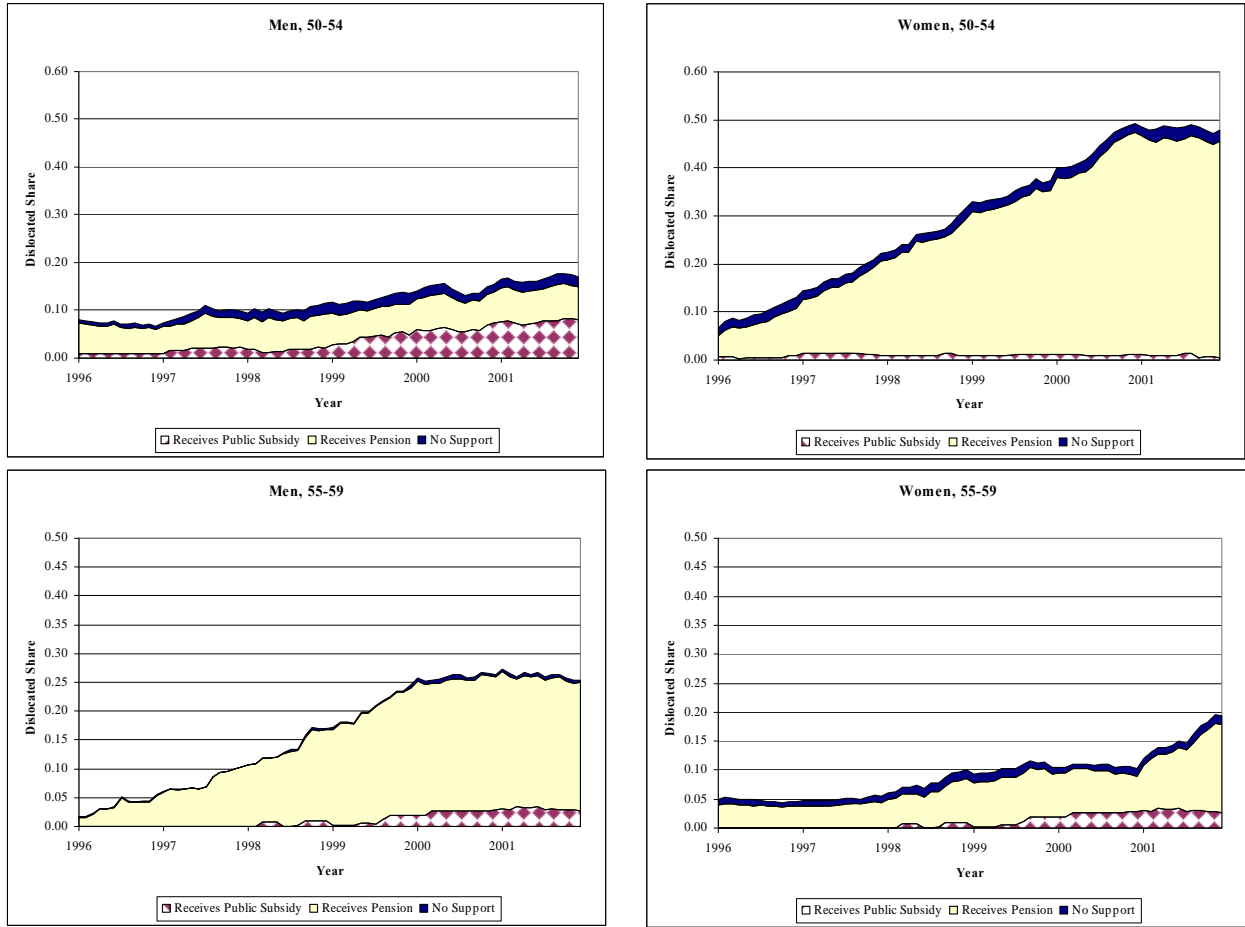 Men, 50-54
0.60
0.50
0.40
0.30
0.20
0.10
0.00
Dislocated Share
1996 1997 1998 1999 2000 2001
Year
Receives Public Subsidy Receives Pension No Support
Women, 50-54
0.60
0.50
0.40
0.30
0.20
0.10
0.00
Dislocated Share
1996 1997 1998 1999 2000 2001
Year
Receives Public Subsidy Receives Pension No Support
Men, 55-59
0.50
0.45
0.40
0.35
0.30
0.25
0.20
0.15
0.10
0.05
0.00
Dislocated Share
1996 1997 1998 1999 2000 2001
Year
Receives Public Subsidy Receives Pension No Support
Women, 55-59
0.50
0.45
0.40
0.35
0.30
0.25
0.20
0.15
0.10
0.05
0.00
Dislocated Share
1996 1997 1998 1999 2000 2001
Year
Receives Public Subsidy Receives Pension No Support